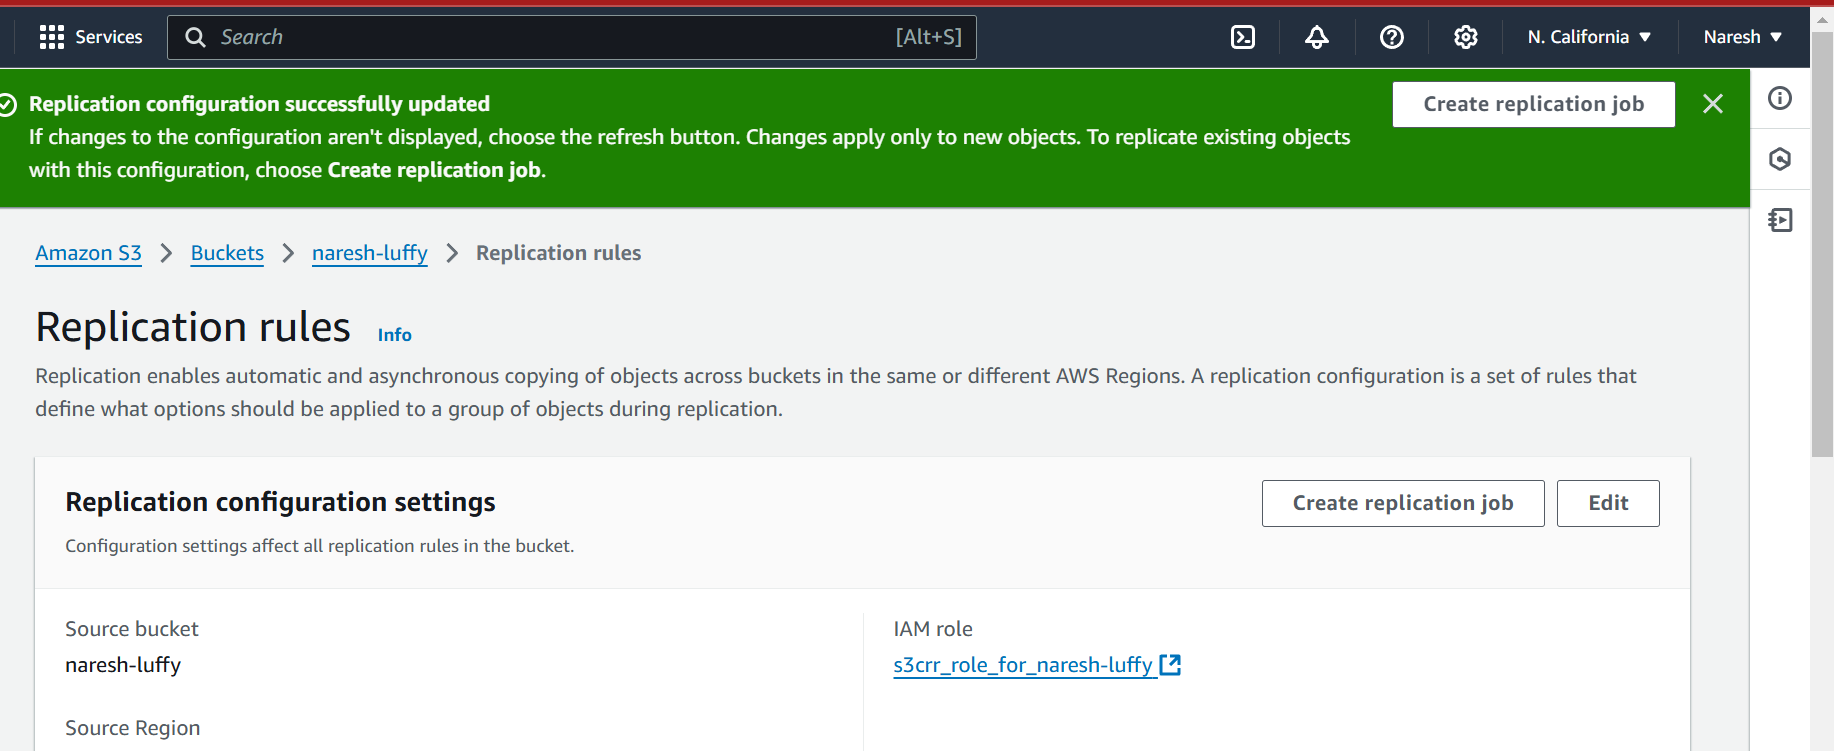 Services
Search [Alt+S]
N. California
Naresh
Replication configuration successfully updated
If changes to the configuration aren't displayed, choose the refresh button. Changes apply only to new objects. To replicate existing objects
with this configuration, choose Create replication job.
Create replication job
Amazon S3 > Buckets > naresh-luffy > Replication rules
Replication rules Info
Replication enables automatic and asynchronous copying of objects across buckets in the same or different AWS Regions. A replication configuration is a set of rules that
define what options should be applied to a group of objects during replication.
Replication configuration settings
Create replication job
Edit
Configuration settings affect all replication rules in the bucket.
Source bucket
naresh-luffy
Source Region
IAM role
s3crr_role_for_naresh-luffy